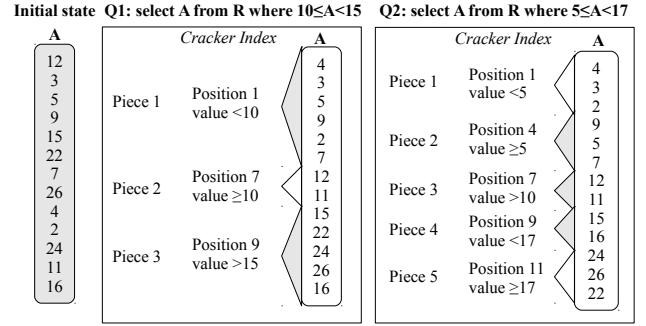 Initial state Q1: select A from R where 10≤A<15 Q2: select A from R where 5≤A<17
A
12
3
5
9
15
22
7
26
4
2
24
11
16
Cracker Index A
Piece 1
Position 1
value <10
Piece 2
Position 7
value ≥10
Piece 3
Position 9
value >15
4
3
5
9
2
7
12
11
15
22
24
26
16
Cracker Index A
Piece 1
Position 1
value <5
Piece 2
Position 4
value ≥5
Piece 3
Position 7
value >10
Piece 4
Position 9
value <17
Piece 5
Position 11
value ≥17
4
3
2
9
5
7
12
11
15
16
24
26
22